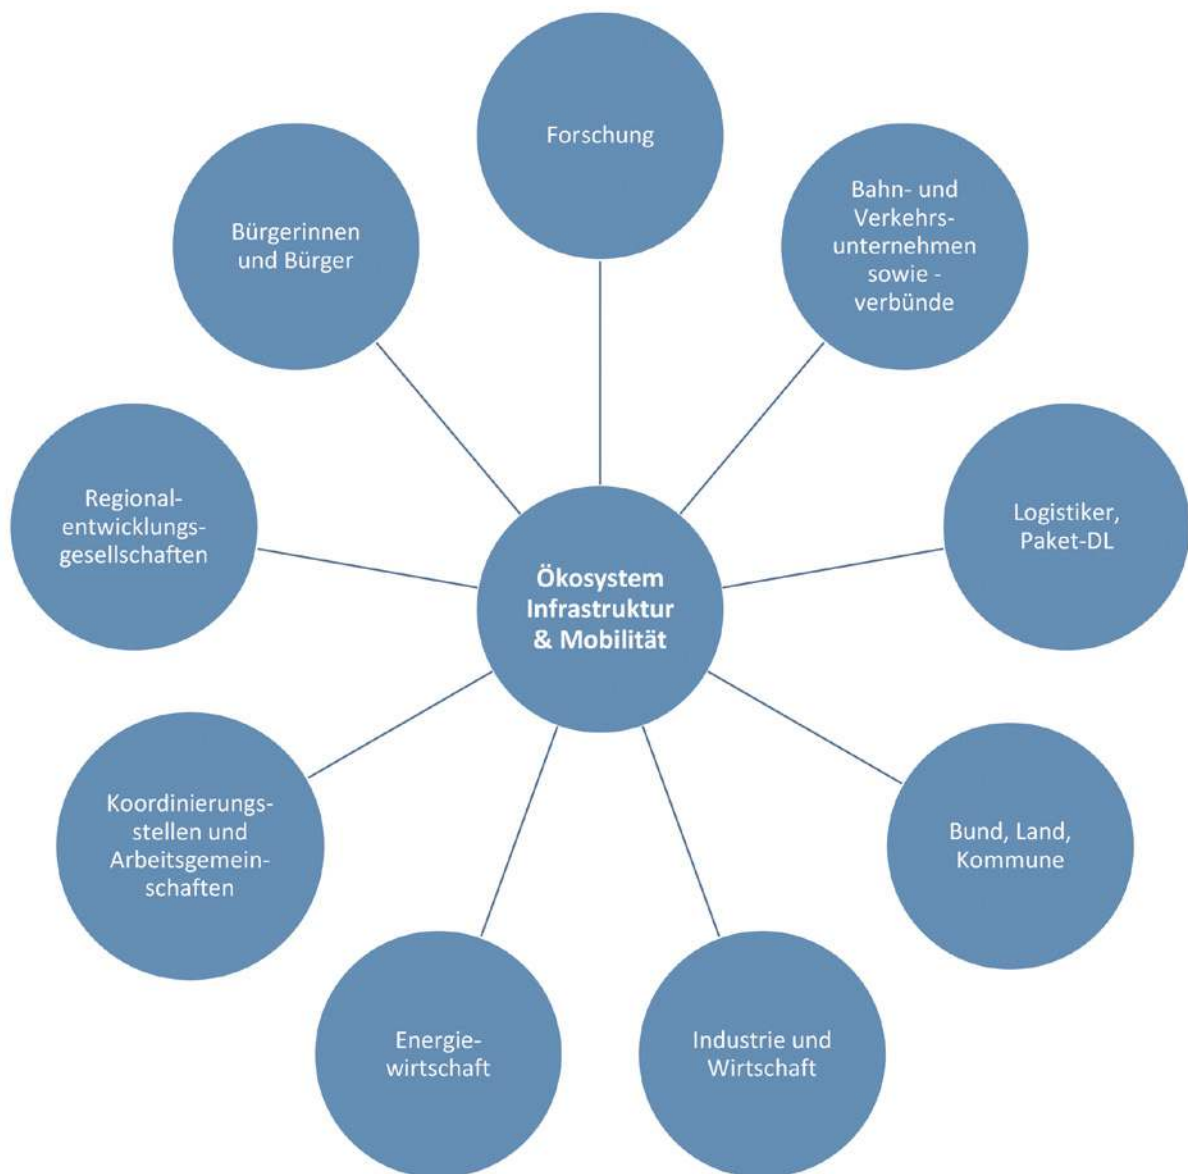 Forschung
Bahn- und
Verkehrs-
unternehmen
sowie -
verbünde
Logistiker,
Paket-DL
Bund, Land,
Kommune
Industrie und
Wirtschaft
Energie-
wirtschaft
Koordinierungs-
stellen und
Arbeitsgemein-
schaften
Regional-
entwicklungs-
gesellschaften
Bürgerinnen
und Bürger
Ökosystem
Infrastruktur
& Mobilität